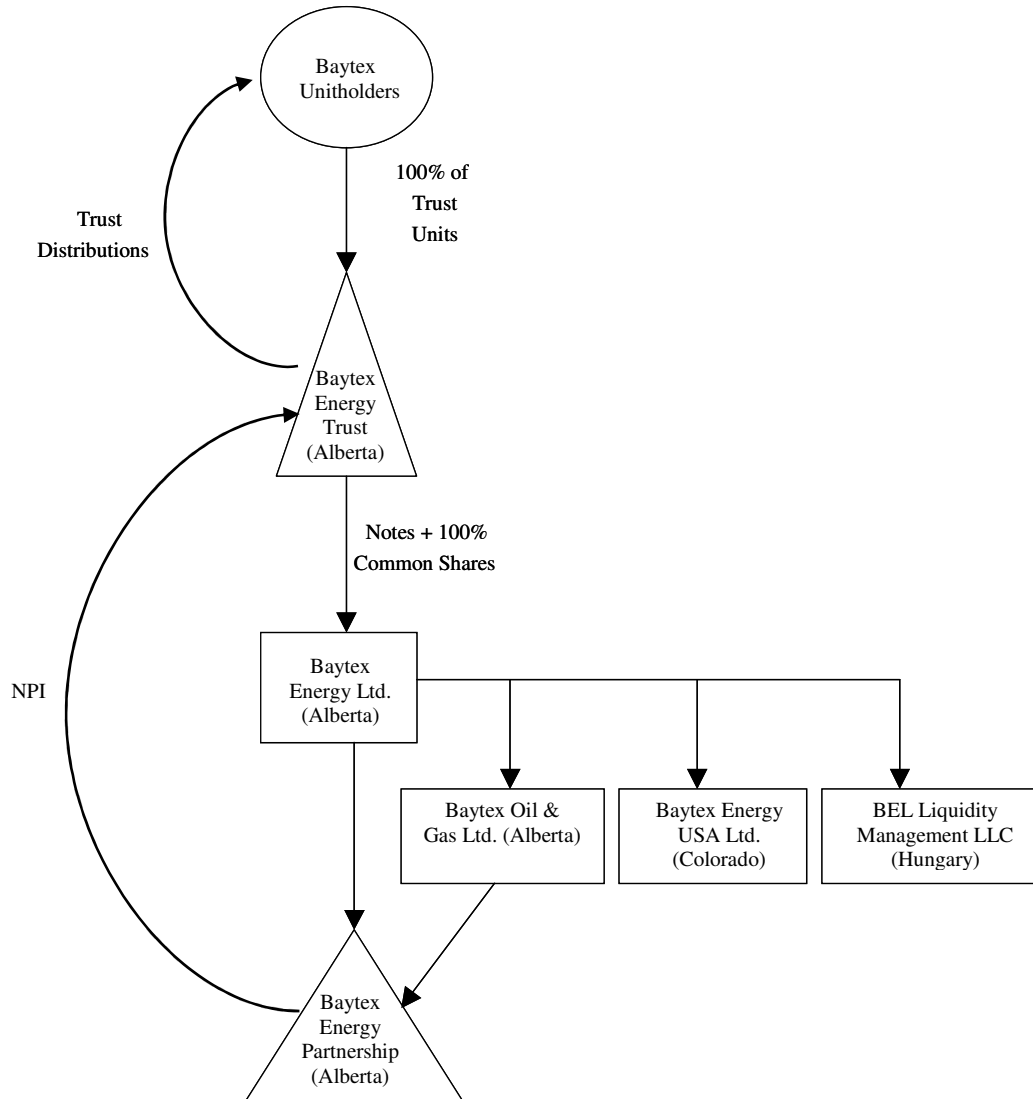 Baytex
Unitholders
100% of
Trust
Units
Trust
Distributions
Baytex
Energy
Trust
(Alberta)
Notes + 100%
Common Shares
Baytex
Energy Ltd.
(Alberta)
NPI
Baytex Oil &
Gas Ltd. (Alberta)
Baytex Energy
USA Ltd.
(Colorado)
BEL Liquidity
Management LLC
(Hungary)
Baytex
Energy
Partnership
(Alberta)